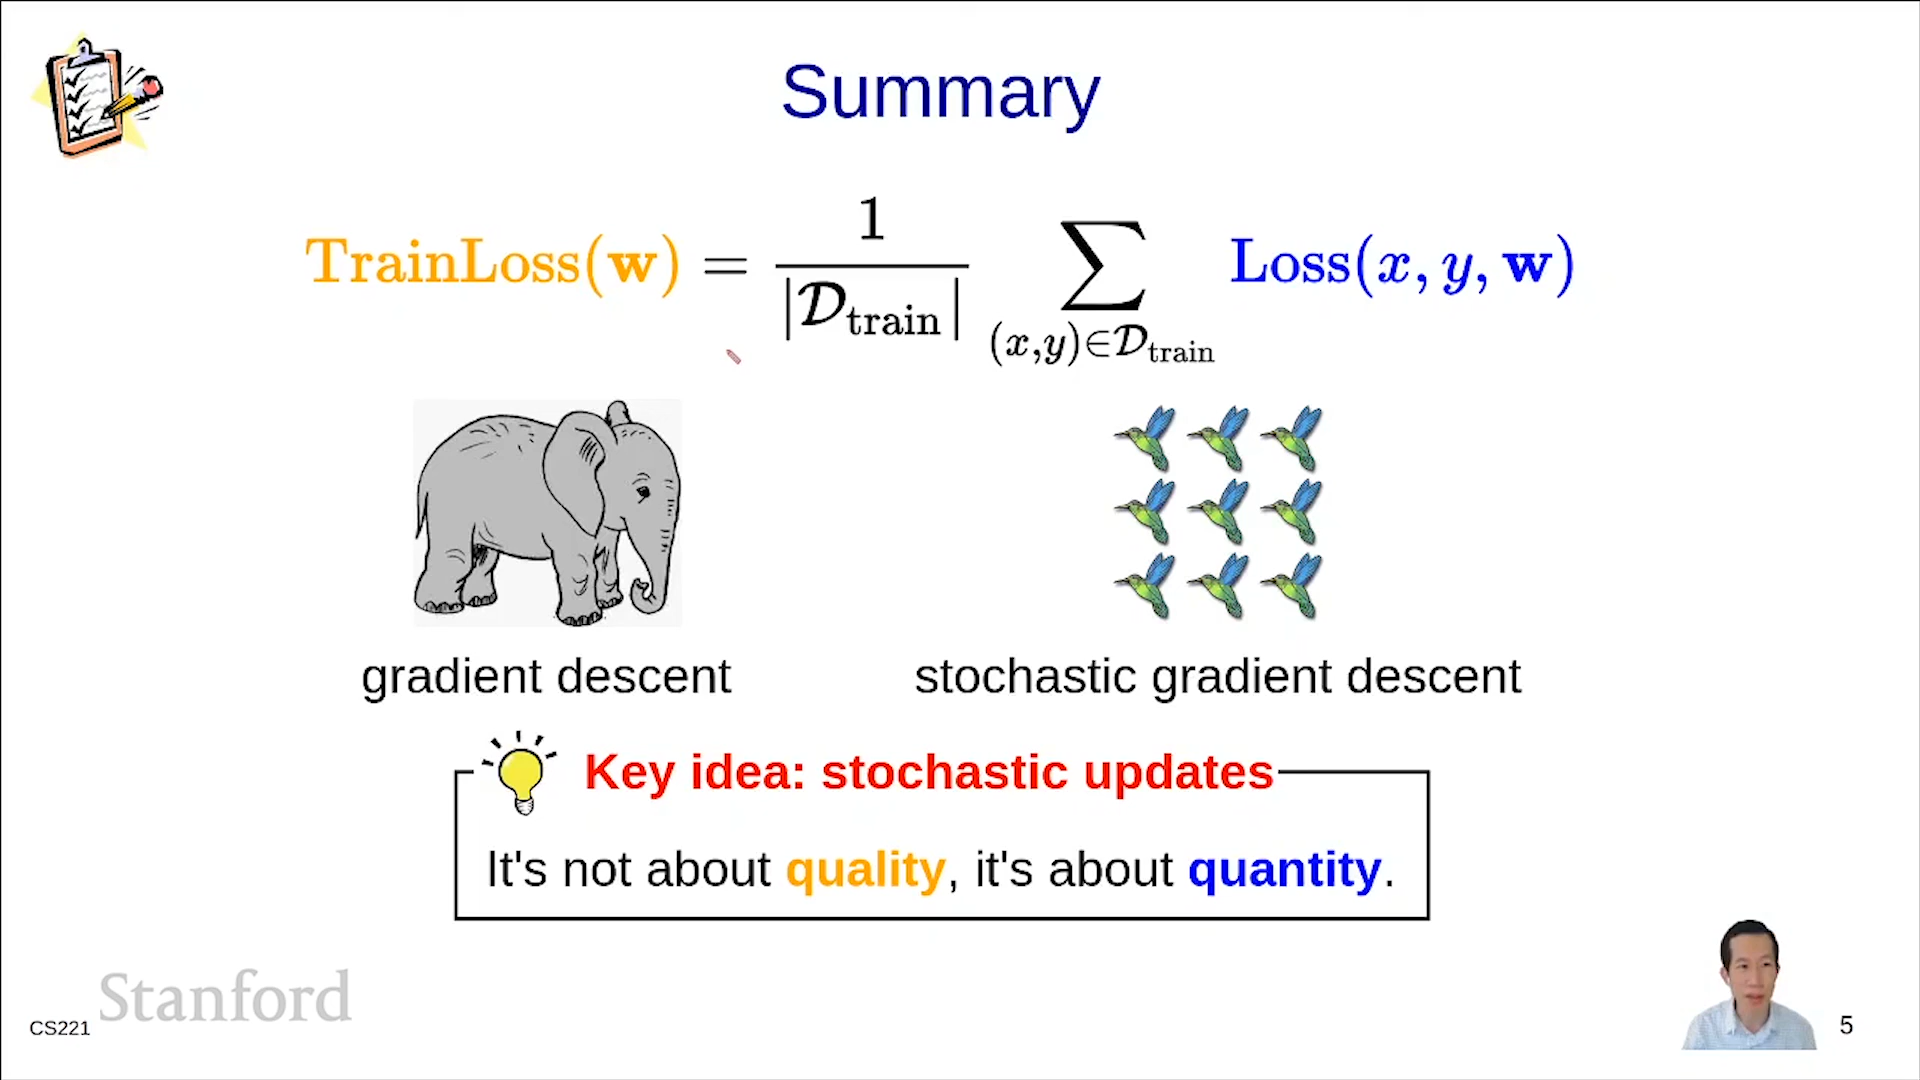 Summary
TrainLoss(w) = 1 / |𝒟train| ∑(x,y)∈𝒟train Loss(x, y, w)
gradient descent
stochastic gradient descent
Key idea: stochastic updates
It's not about quality, it's about quantity.
Stanford
CS221
5